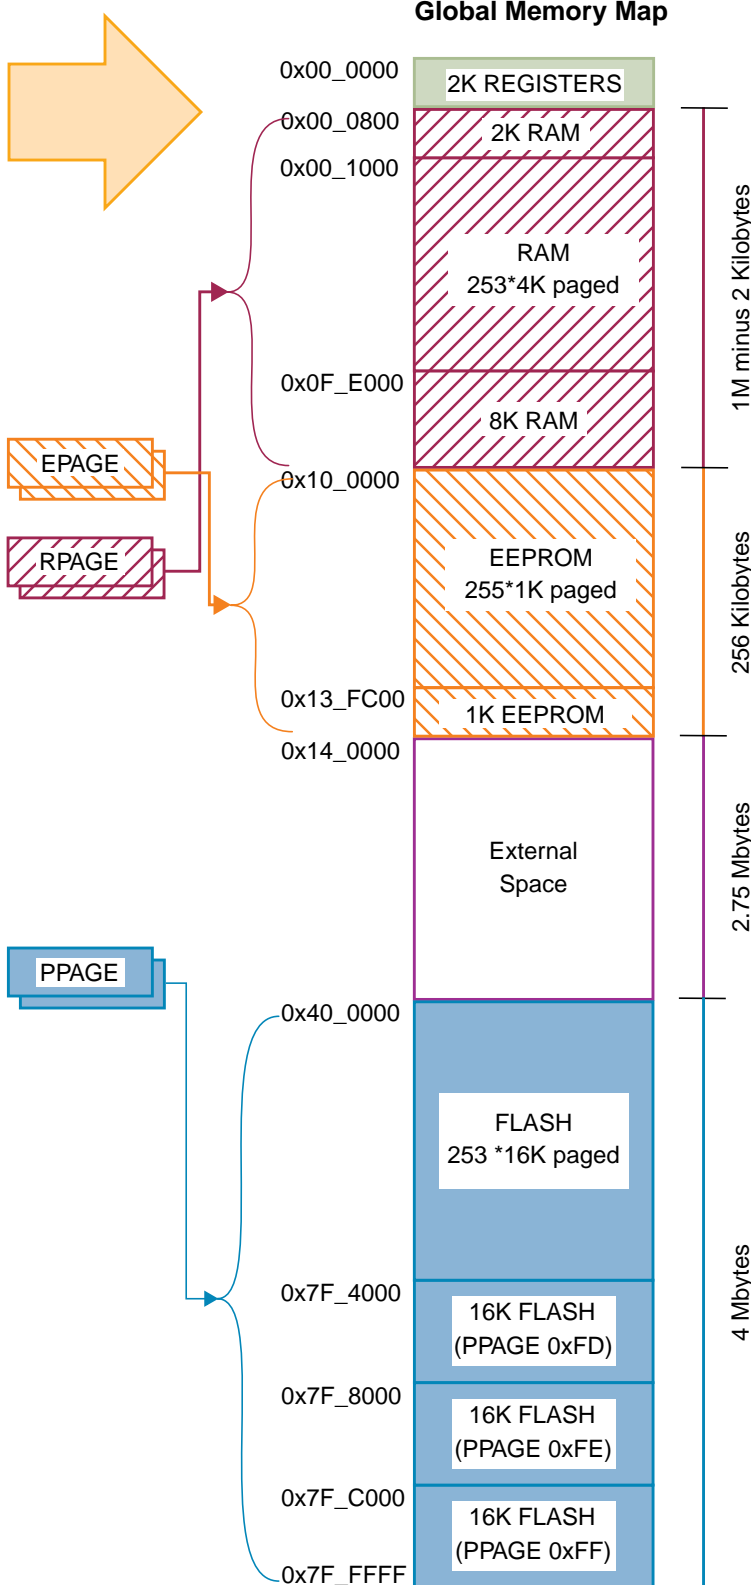 Global Memory Map
0x00_0000
2K REGISTERS
0x00_0800
2K RAM
0x00_1000
RAM
253*4K paged
1M minus 2 Kilobytes
0x0F_E000
8K RAM
EPAGE
0x10_0000
RPAGE
EEPROM
255*1K paged
256 Kilobytes
0x13_FC00
1K EEPROM
0x14_0000
External
Space
2.75 Mbytes
PPAGE
0x40_0000
FLASH
253 *16K paged
4 Mbytes
0x7F_4000
16K FLASH
(PPAGE 0xFD)
0x7F_8000
16K FLASH
(PPAGE 0xFE)
0x7F_C000
16K FLASH
(PPAGE 0xFF)
0x7F_FFFF